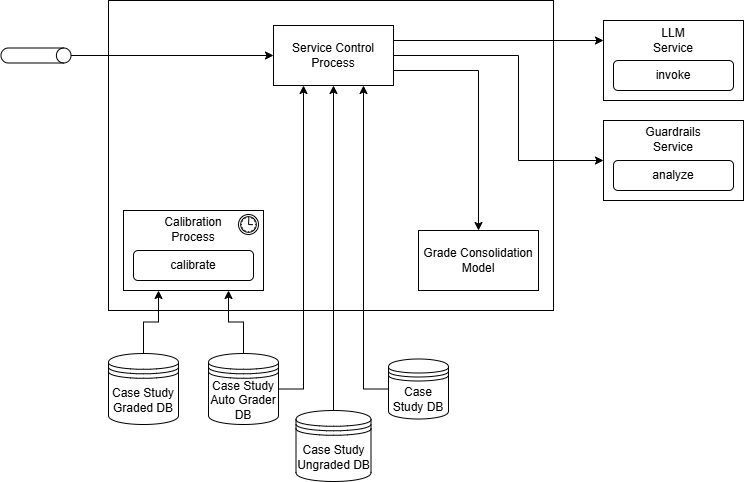 Service Control
Process
LLM
Service
invoke
Guardrails
Service
analyze
Calibration
Process
calibrate
Grade Consolidation
Model
Case Study
Graded DB
Case Study
Auto Grader
DB
Case
Study DB
Case Study
Ungraded DB